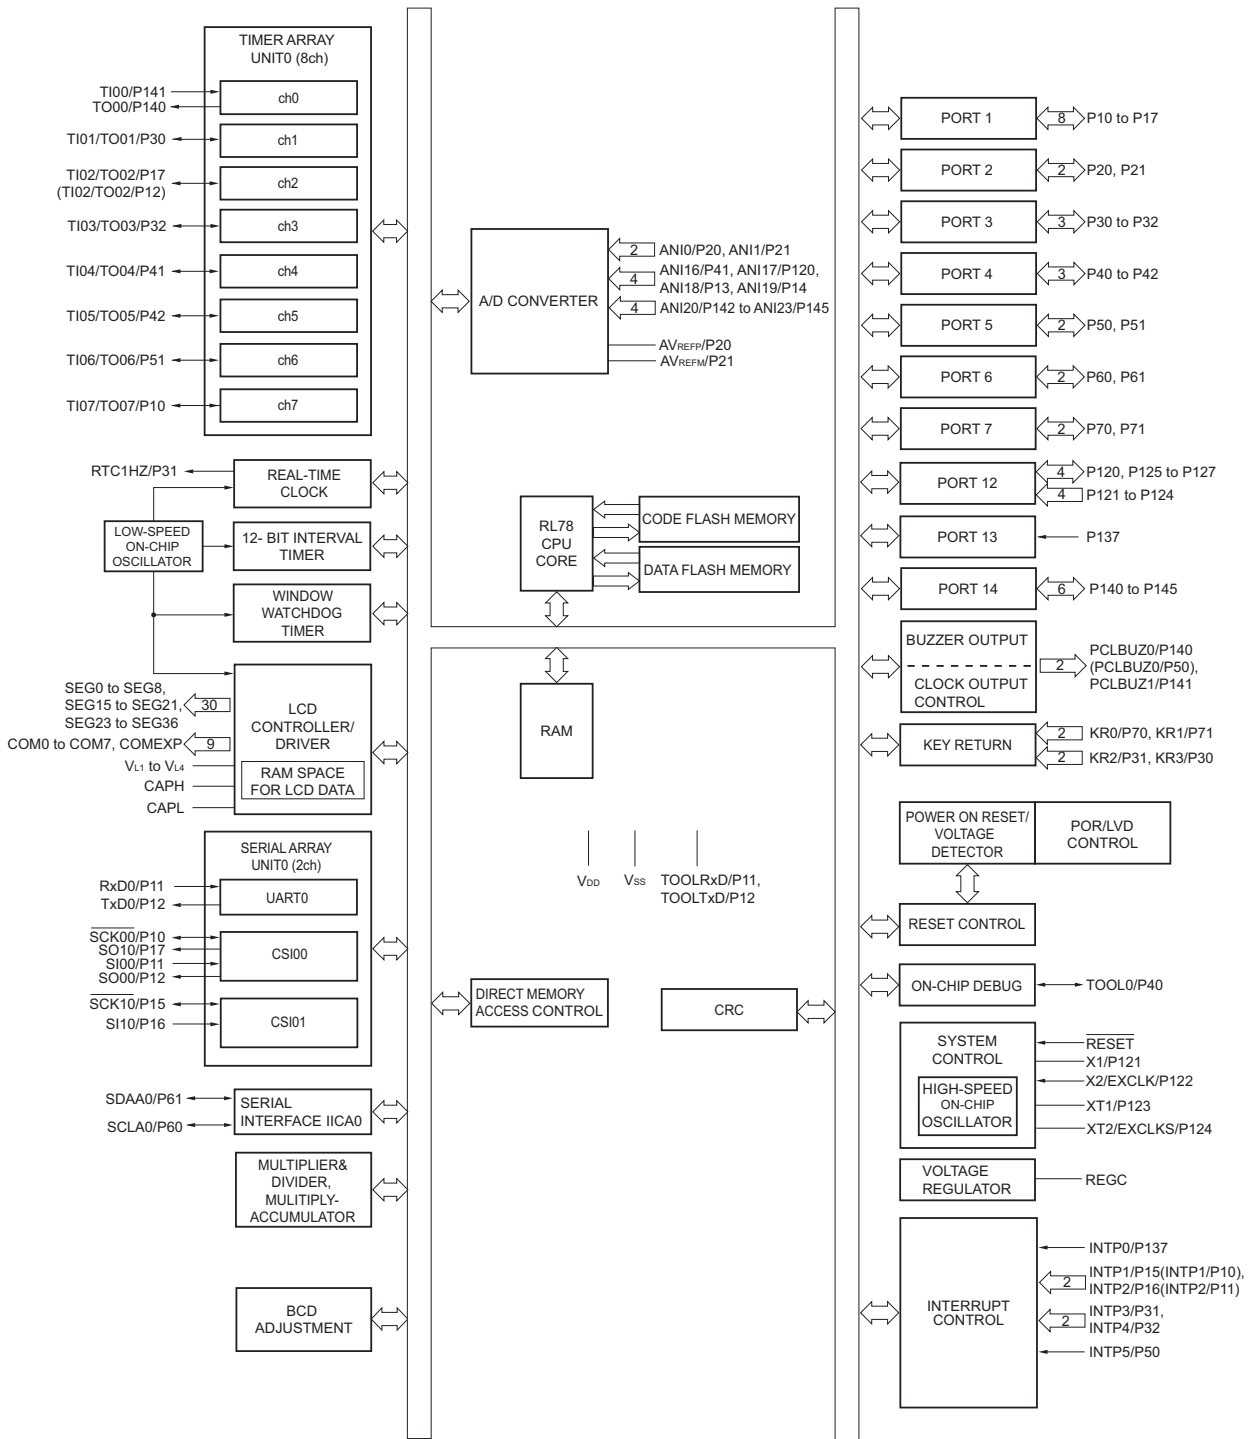 TIMER ARRAY
UNIT0 (8ch)
TI00/P141
TO00/P140
ch0
TI01/TO01/P30
ch1
TI02/TO02/P17
(TI02/TO02/P12)
ch2
TI03/TO03/P32
ch3
TI04/TO04/P41
ch4
TI05/TO05/P42
ch5
TI06/TO06/P51
ch6
TI07/TO07/P10
ch7
RTC1HZ/P31
REAL-TIME
CLOCK
LOW-SPEED
ON-CHIP
OSCILLATOR
12- BIT INTERVAL
TIMER
WINDOW
WATCHDOG
TIMER
SEG0 to SEG8,
SEG15 to SEG21,
SEG23 to SEG36
30
COM0 to COM7, COMEXP
9
VL1 to VL4
CAPH
CAPL
LCD
CONTROLLER/
DRIVER
RAM SPACE
FOR LCD DATA
SERIAL ARRAY
UNIT0 (2ch)
RxD0/P11
TxD0/P12
UART0
SCK00/P10
SO10/P17
SI00/P11
SO00/P12
CSI00
SCK10/P15
SI10/P16
CSI01
SDAA0/P61
SCLA0/P60
SERIAL
INTERFACE IICA0
MULTIPLIER&
DIVIDER,
MULITIPLY-
ACCUMULATOR
BCD
ADJUSTMENT
A/D CONVERTER
2 ANI0/P20, ANI1/P21
4 ANI16/P41, ANI17/P120,
ANI18/P13, ANI19/P14
4 ANI20/P142 to ANI23/P145
AVREFP/P20
AVREFM/P21
RL78
CPU
CORE
CODE FLASH MEMORY
DATA FLASH MEMORY
RAM
VDD
VSS
TOOLRxD/P11,
TOOLTxD/P12
DIRECT MEMORY
ACCESS CONTROL
CRC
PORT 1
8 P10 to P17
PORT 2
2 P20, P21
PORT 3
3 P30 to P32
PORT 4
3 P40 to P42
PORT 5
2 P50, P51
PORT 6
2 P60, P61
PORT 7
2 P70, P71
PORT 12
4 P120, P125 to P127
4 P121 to P124
PORT 13
P137
PORT 14
6 P140 to P145
BUZZER OUTPUT
CLOCK OUTPUT
CONTROL
2
PCLBUZ0/P140
(PCLBUZ0/P50),
PCLBUZ1/P141
KEY RETURN
2 KR0/P70, KR1/P71
2 KR2/P31, KR3/P30
POWER ON RESET/
VOLTAGE
DETECTOR
POR/LVD
CONTROL
RESET CONTROL
ON-CHIP DEBUG
TOOL0/P40
SYSTEM
CONTROL
HIGH-SPEED
ON-CHIP
OSCILLATOR
RESET
X1/P121
X2/EXCLK/P122
XT1/P123
XT2/EXCLKS/P124
VOLTAGE
REGULATOR
REGC
INTERRUPT
CONTROL
INTP0/P137
2 INTP1/P15(INTP1/P10),
INTP2/P16(INTP2/P11)
2 INTP3/P31,
INTP4/P32
INTP5/P50